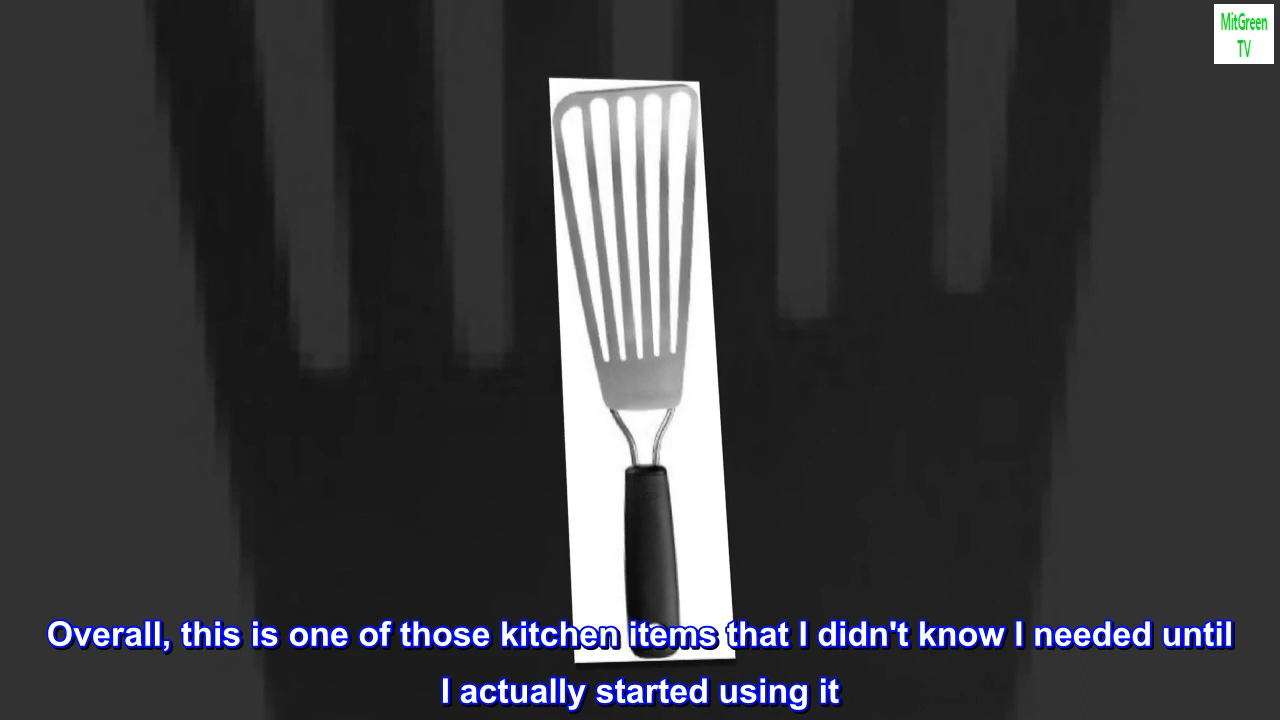 MitGreen
TV
Overall, this is one of those kitchen items that I didn't know I needed until
I actually started using it